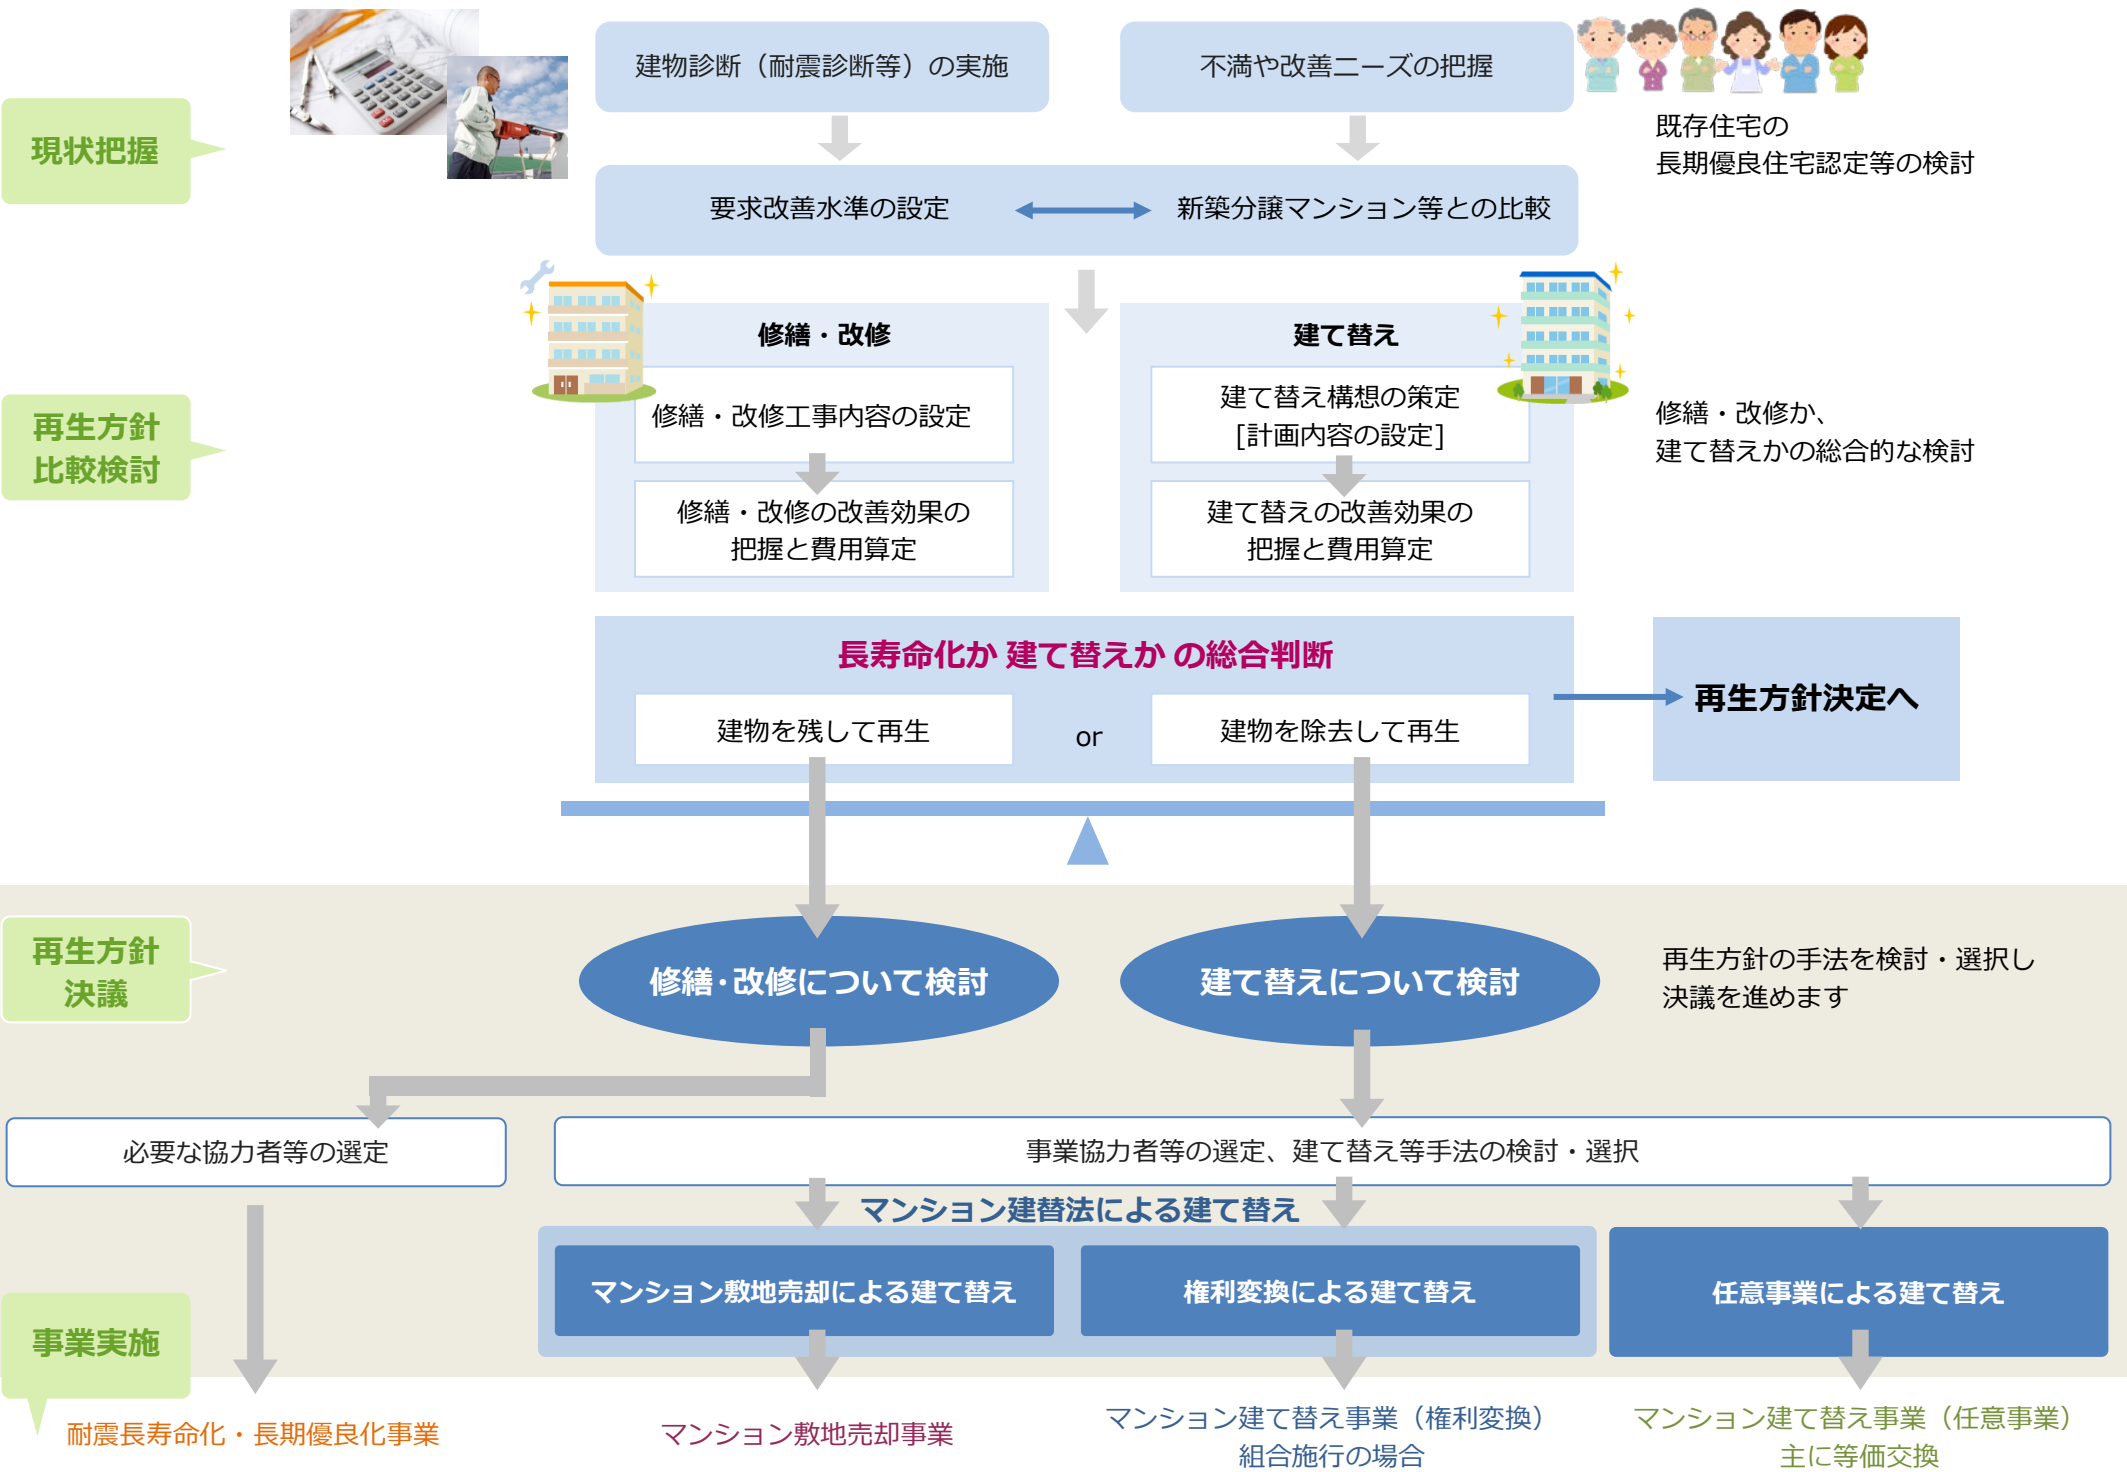 建物診断（耐震診断等）の実施
不満や改善ニーズの把握
現状把握
既存住宅の
長期優良住宅認定等の検討
要求改善水準の設定
新築分譲マンション等との比較
修繕・改修
建て替え
再生方針
比較検討
修繕・改修工事内容の設定
建て替え構想の策定
[計画内容の設定]
修繕・改修か、
建て替えかの総合的な検討
修繕・改修の改善効果の
把握と費用算定
建て替えの改善効果の
把握と費用算定
長寿命化か 建て替えか の総合判断
建物を残して再生
or
建物を除去して再生
再生方針決定へ
再生方針
決議
修繕･改修について検討
建て替えについて検討
再生方針の手法を検討・選択し
決議を進めます
必要な協力者等の選定
事業協力者等の選定、建て替え等手法の検討・選択
マンション建替法による建て替え
マンション敷地売却による建て替え
権利変換による建て替え
任意事業による建て替え
事業実施
耐震長寿命化・長期優良化事業
マンション敷地売却事業
マンション建て替え事業（権利変換）
組合施行の場合
マンション建て替え事業（任意事業）
主に等価交換